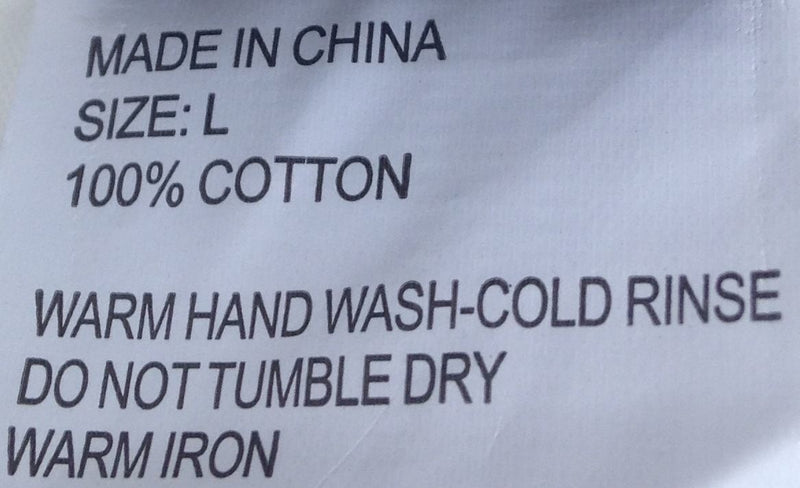 MADE IN CHINA
SIZE: L
100% COTTON
WARM HAND WASH-COLD RINSE
DO NOT TUMBLE DRY
WARM IRON